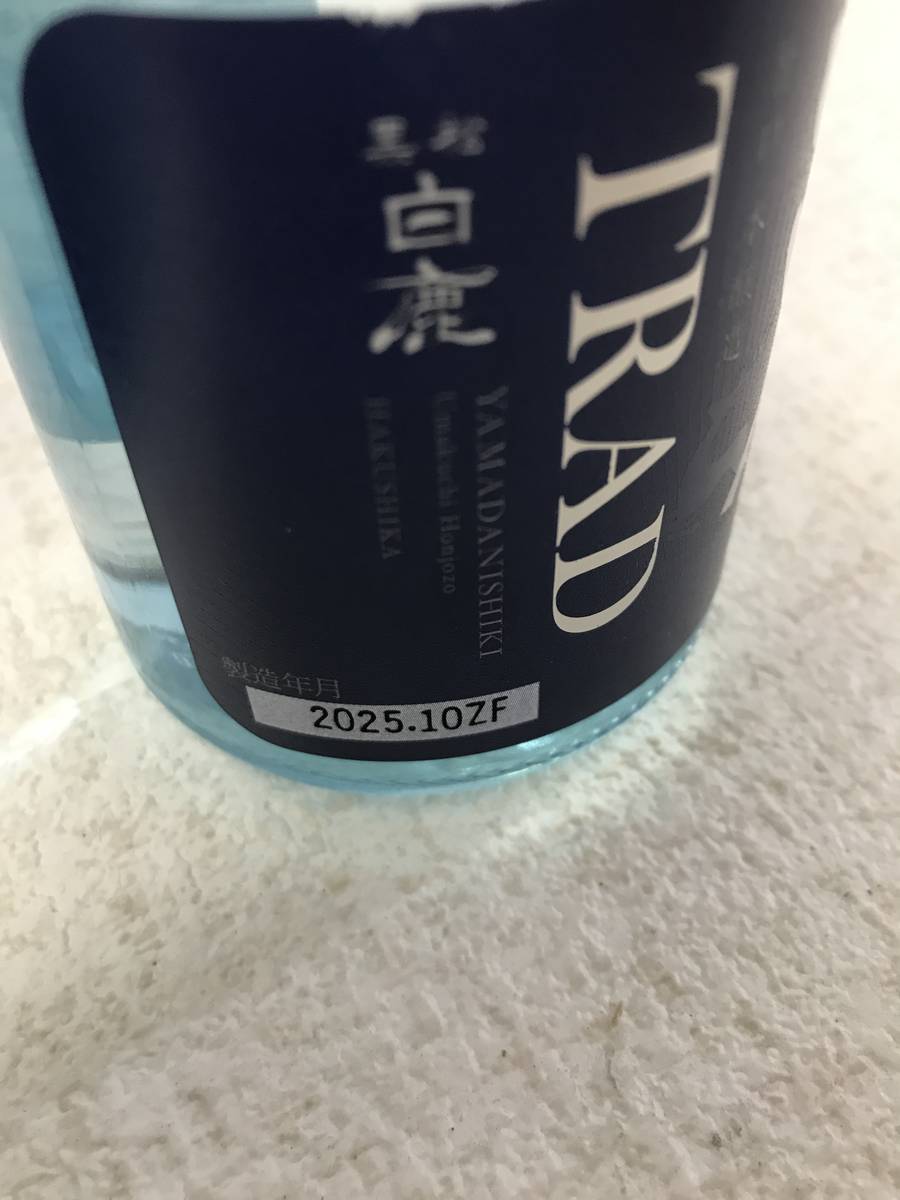 TRAD
黒松
白鹿
YAMADANISHIKI
Umakuchi Honjozo
HAKUSHIKA
製造年月
2025.10ZF